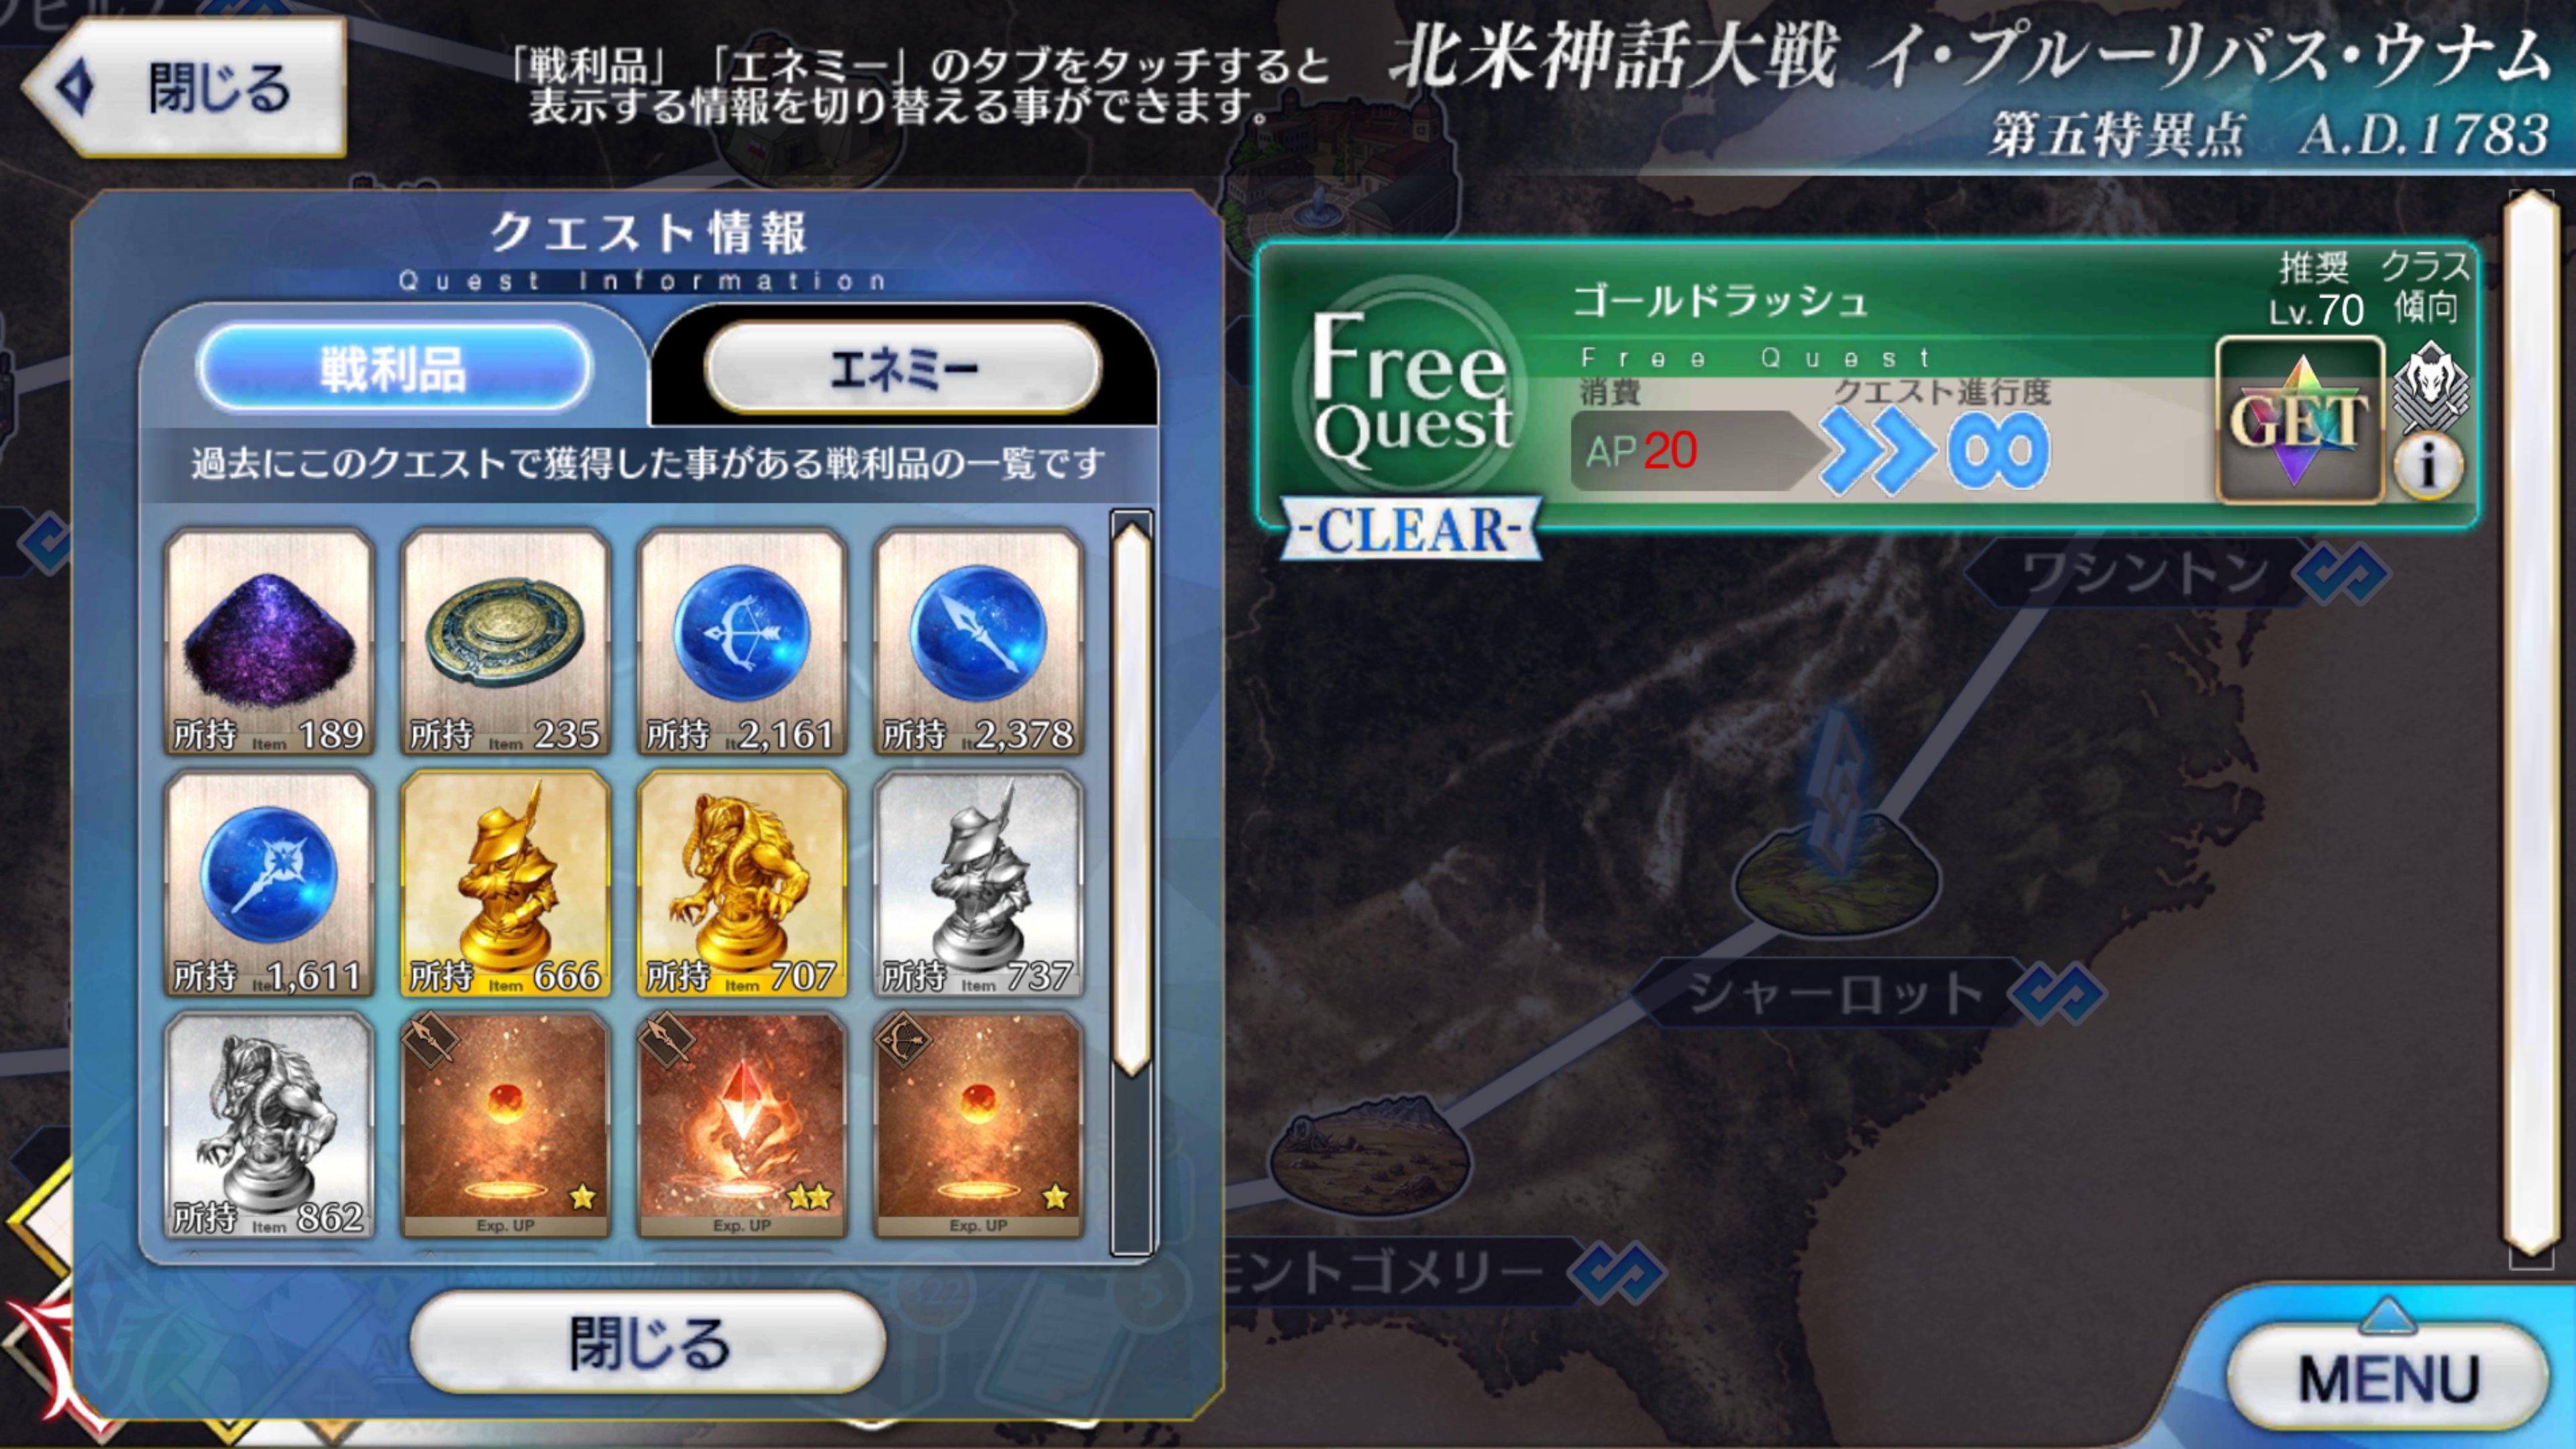 閉じる
「戦利品」「エネミー」のタブをタッチすると
表示する情報を切り替える事ができます。
北米神話大戦 イ・プルーリバス・ウナム
第五特異点 A.D.1783
クエスト情報
Quest Information
戦利品
エネミー
過去にこのクエストで獲得した事がある戦利品の一覧です
所持 Item 189
所持 Item 235
所持 2,161
所持 2,378
所持 1,611
所持 Item 666
所持 Item 707
所持 Item 737
所持 Item 862
Exp. UP
Exp. UP
Exp. UP
閉じる
Free
Quest
-CLEAR-
ゴールドラッシュ
Free Quest
消費
AP20
クエスト進行度
推奨
Lv.70
クラス
傾向
GET
i
ワシントン
シャーロット
モントゴメリー
MENU